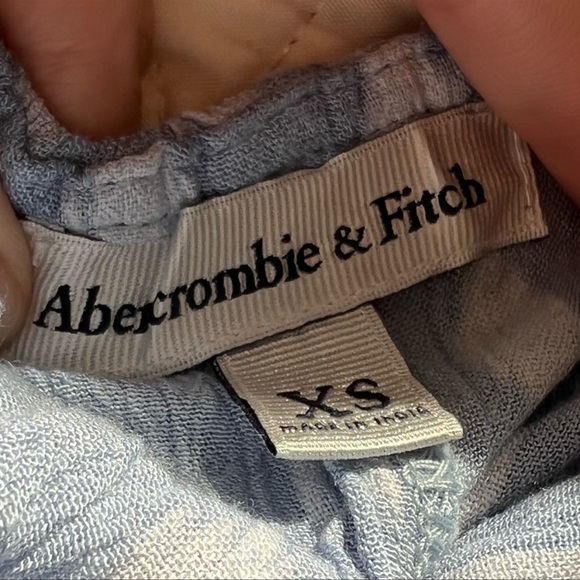 Abercrombie & Fitch
XS
made in India